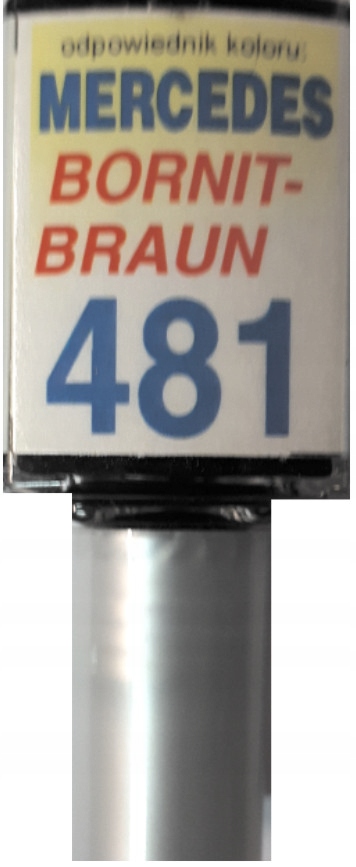 odpowiednik koloru:
MERCEDES
BORNIT-
BRAUN
481